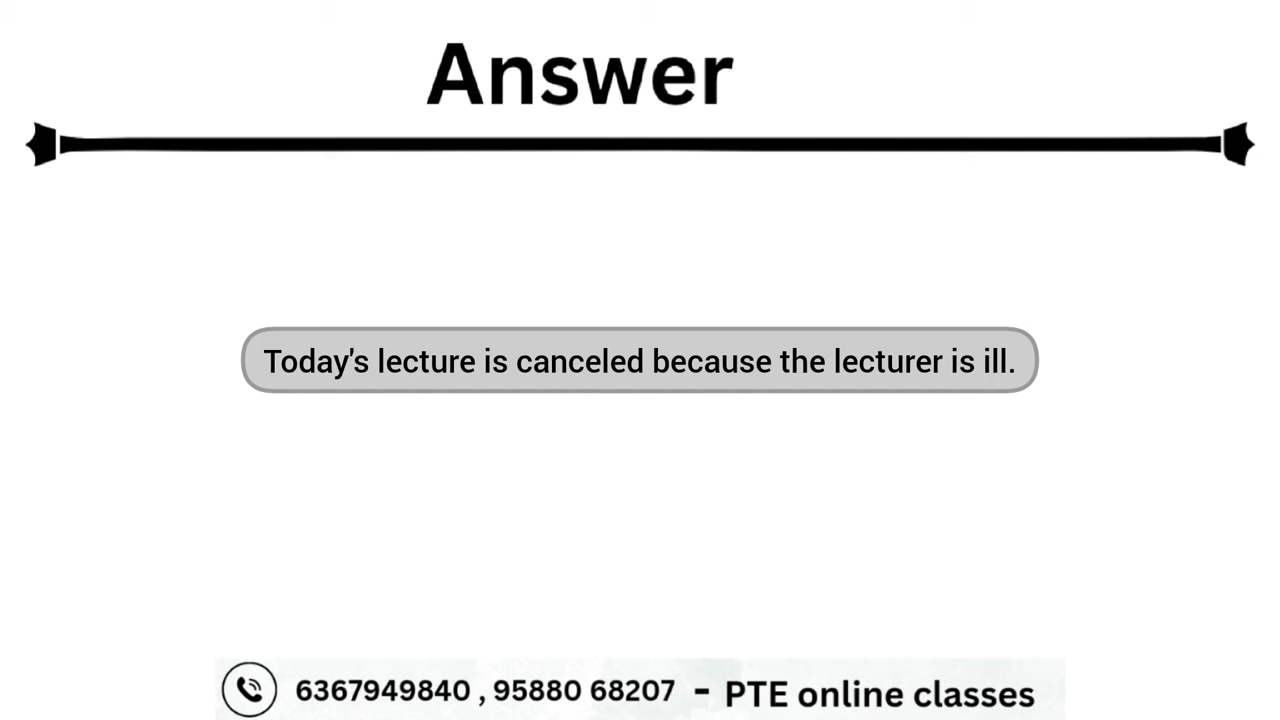 Answer
Today's lecture is canceled because the lecturer is ill.
6367949840 , 95880 68207 - PTE online classes